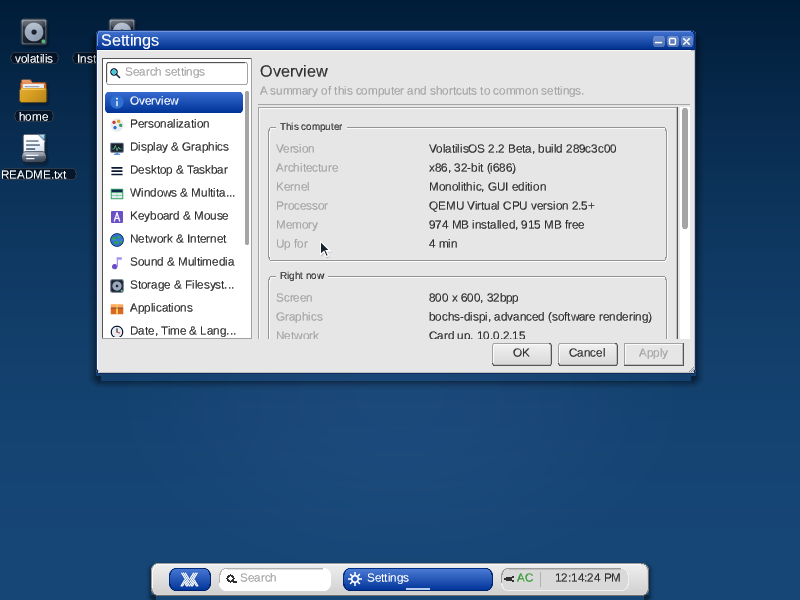 volatilis
Inst
home
README.txt
Settings
Search settings
Overview
Personalization
Display & Graphics
Desktop & Taskbar
Windows & Multita...
Keyboard & Mouse
Network & Internet
Sound & Multimedia
Storage & Filesyst...
Applications
Date, Time & Lang...
Overview
A summary of this computer and shortcuts to common settings.
This computer
Version VolatilisOS 2.2 Beta, build 289c3c00
Architecture x86, 32-bit (i686)
Kernel Monolithic, GUI edition
Processor QEMU Virtual CPU version 2.5+
Memory 974 MB installed, 915 MB free
Up for 4 min
Right now
Screen 800 x 600, 32bpp
Graphics bochs-dispi, advanced (software rendering)
Network Card up, 10.0.2.15
OK Cancel Apply
Search Settings AC 12:14:24 PM